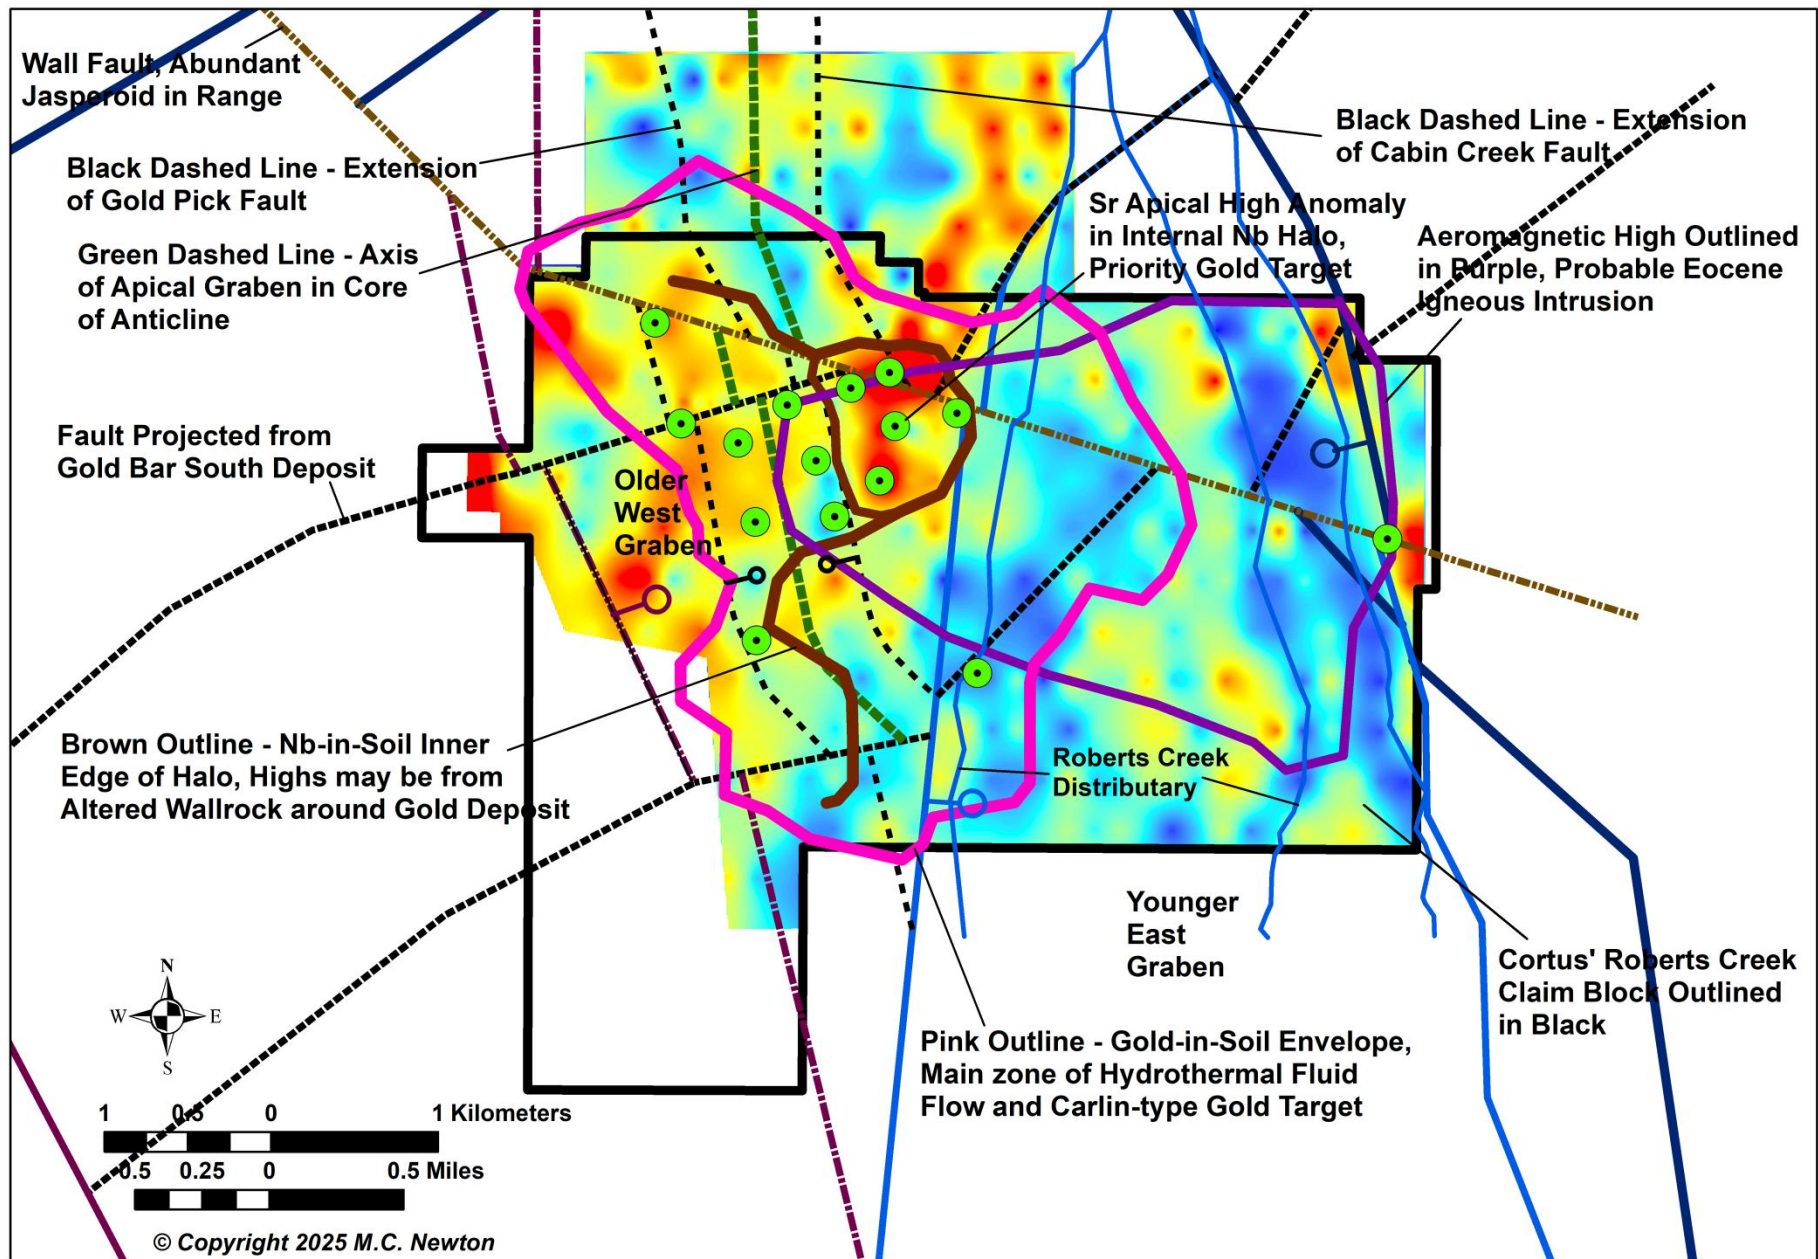 Wall Fault, Abundant
Jasperoid in Range
Black Dashed Line - Extension
of Gold Pick Fault
Green Dashed Line - Axis
of Apical Graben in Core
of Anticline
Black Dashed Line - Extension
of Cabin Creek Fault
Sr Apical High Anomaly
in Internal Nb Halo,
Priority Gold Target
Aeromagnetic High Outlined
in Purple, Probable Eocene
Igneous Intrusion
Fault Projected from
Gold Bar South Deposit
Older
West
Graben
Brown Outline - Nb-in-Soil Inner
Edge of Halo, Highs may be from
Altered Wallrock around Gold Deposit
Roberts Creek
Distributary
Younger
East
Graben
Cortus' Roberts Creek
Claim Block Outlined
in Black
Pink Outline - Gold-in-Soil Envelope,
Main zone of Hydrothermal Fluid
Flow and Carlin-type Gold Target
N
W E
S
1 0.5 0 1 Kilometers
0.5 0.25 0 0.5 Miles
© Copyright 2025 M.C. Newton